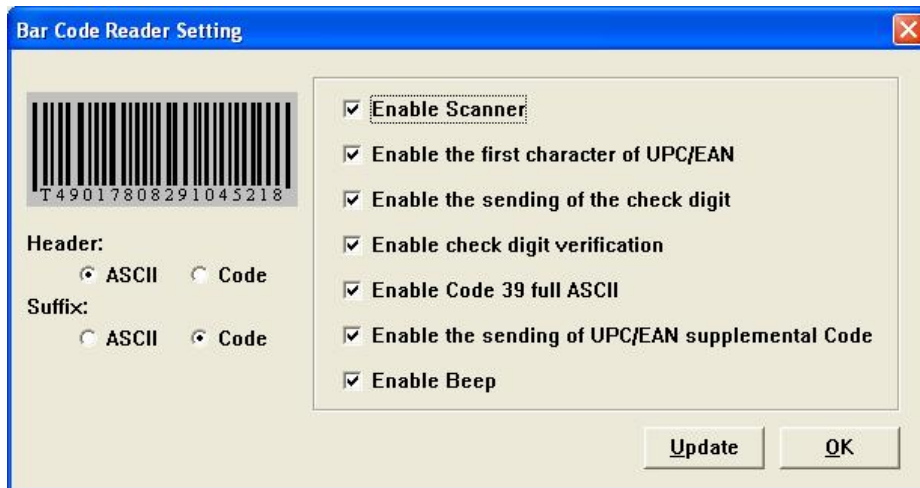 Bar Code Reader Setting
T4901780829104 5218
Header:
ASCII Code
Suffix:
ASCII Code
Enable Scanner
Enable the first character of UPC/EAN
Enable the sending of the check digit
Enable check digit verification
Enable Code 39 full ASCII
Enable the sending of UPC/EAN supplemental Code
Enable Beep
Update OK